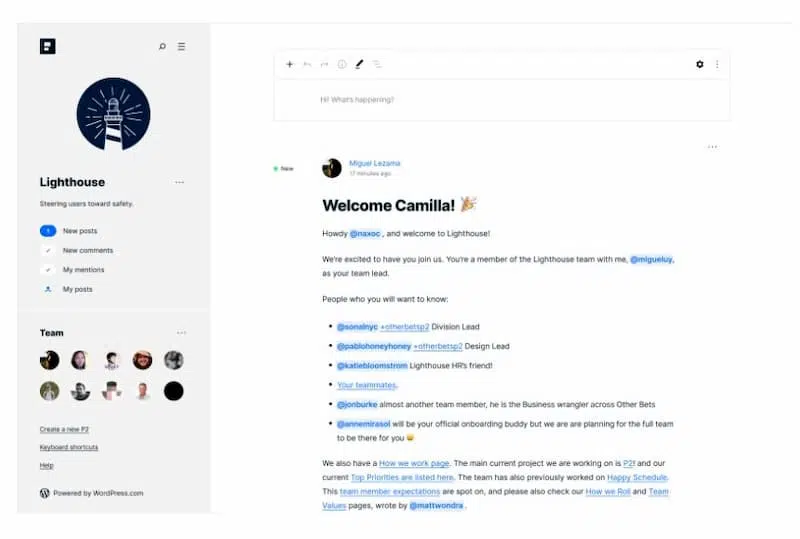 Lighthouse
Steering users toward safety.
1 New posts
✓ New comments
✓ My mentions
My posts
Team
Create a new P2
Keyboard shortcuts
Help
Powered by WordPress.com
Hi! What's happening?
New
Miguel Lezama
17 minutes ago
Welcome Camilla! 🎉
Howdy @naxoc , and welcome to Lighthouse!
We're excited to have you join us. You're a member of the Lighthouse team with me, @migueluy,
as your team lead.
People who you will want to know:
• @sonalnyc +otherbetsp2 Division Lead
• @pablohoneyhoney +otherbetsp2 Design Lead
• @katiebloomstrom Lighthouse HR's friend!
• Your teammates.
• @jonburke almost another team member, he is the Business wrangler across Other Bets
• @annemirasol will be your official onboarding buddy but we are are planning for the full team
to be there for you 😄
We also have a How we work page. The main current project we are working on is P2! and our
current Top Priorities are listed here. The team has also previously worked on Happy Schedule.
This team member expectations are spot on, and please also check our How we Roll and Team
Values pages, wrote by @mattwondra .